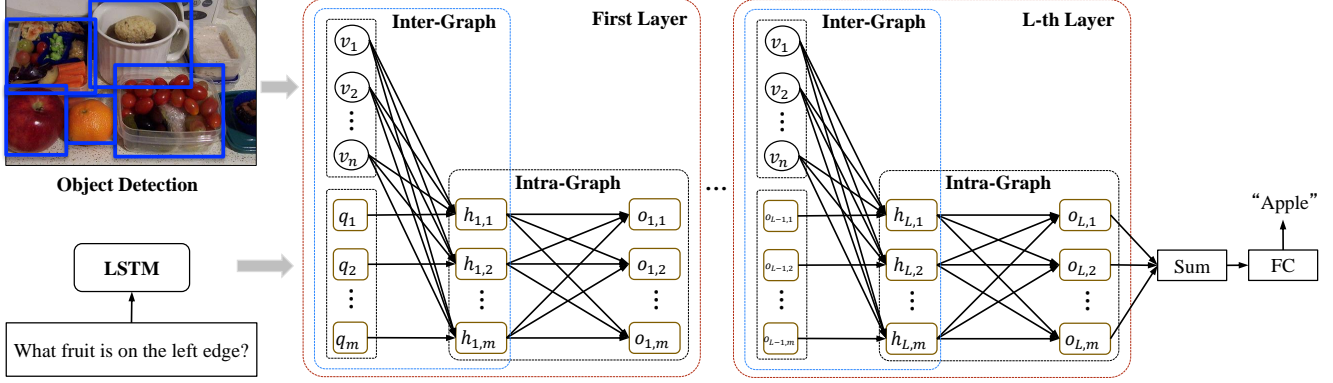 Object Detection
LSTM
What fruit is on the left edge?
First Layer
Inter-Graph
v1
v2
⋮
vn
q1
q2
⋮
qm
Intra-Graph
h1,1
h1,2
⋮
h1,m
o1,1
o1,2
⋮
o1,m
...
L-th Layer
Inter-Graph
v1
v2
⋮
vn
oL−1,1
oL−1,2
⋮
oL−1,m
Intra-Graph
hL,1
hL,2
⋮
hL,m
oL,1
oL,2
⋮
oL,m
Sum
FC
“Apple”